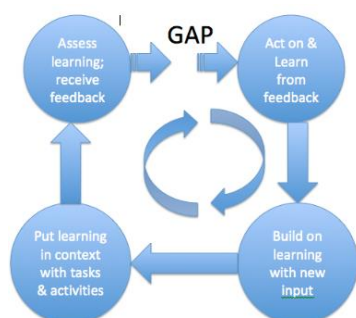 Assess
learning;
receive
feedback
GAP
Act on &
Learn
from
feedback
Build on
learning
with new
input
Put learning
in context
with tasks
& activities